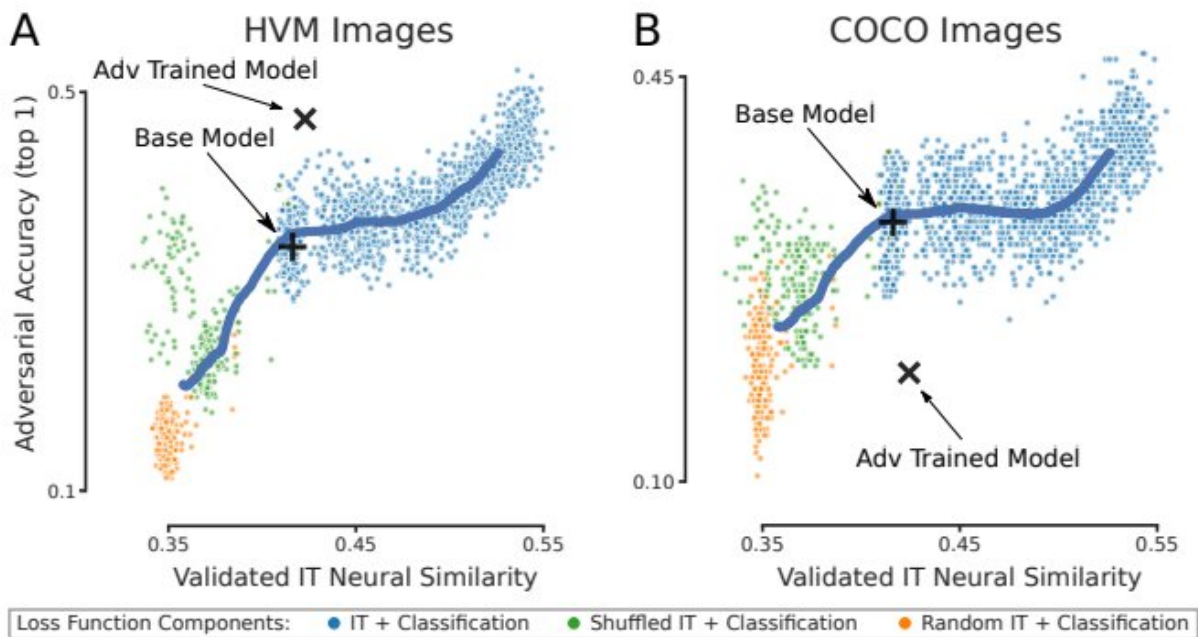 A
HVM Images
Adv Trained Model
0.5
Base Model
Adversarial Accuracy (top 1)
0.1
0.35
0.45
0.55
Validated IT Neural Similarity
B
COCO Images
0.45
Base Model
Adv Trained Model
0.10
0.35
0.45
0.55
Validated IT Neural Similarity
Loss Function Components: IT + Classification Shuffled IT + Classification Random IT + Classification